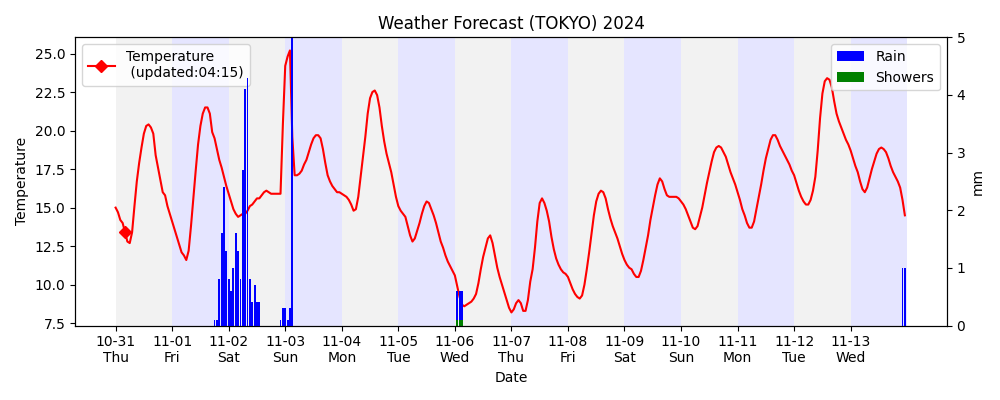 Weather Forecast (TOKYO) 2024
Temperature
(updated:04:15)
Rain
Showers
Temperature
25.0
22.5
20.0
17.5
15.0
12.5
10.0
7.5
5
4
3
2
1
0
mm
10-31 11-01 11-02 11-03 11-04 11-05 11-06 11-07 11-08 11-09 11-10 11-11 11-12 11-13
Thu Fri Sat Sun Mon Tue Wed Thu Fri Sat Sun Mon Tue Wed
Date